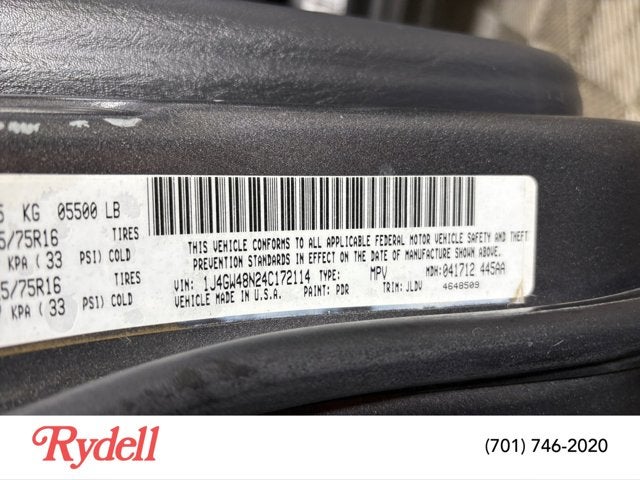 KG 05500 LB
/75R16 TIRES
KPA ( 33 PSI) COLD
5/75R16 TIRES
KPA ( 33 PSI) COLD
THIS VEHICLE CONFORMS TO ALL APPLICABLE FEDERAL MOTOR VEHICLE SAFETY AND THEFT
PREVENTION STANDARDS IN EFFECT ON THE DATE OF MANUFACTURE SHOWN ABOVE.
VIN: 1J4GW48N24C172114 TYPE: MPV MDH: 041712 445AA
VEHICLE MADE IN U.S.A. PAINT: PDR TRIM: JLDV 4648509
Rydell
(701) 746-2020